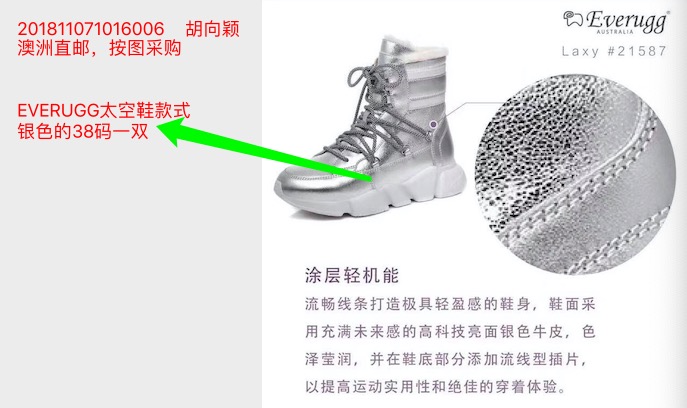 201811071016006 胡向颖
澳洲直邮，按图采购
EVERUGG太空鞋款式
银色的38码一双
Everugg®
AUSTRALIA
Laxy #21587
涂层轻机能
流畅线条打造极具轻盈感的鞋身，鞋面采
用充满未来感的高科技亮面银色牛皮，色
泽莹润，并在鞋底部分添加流线型插片，
以提高运动实用性和绝佳的穿着体验。